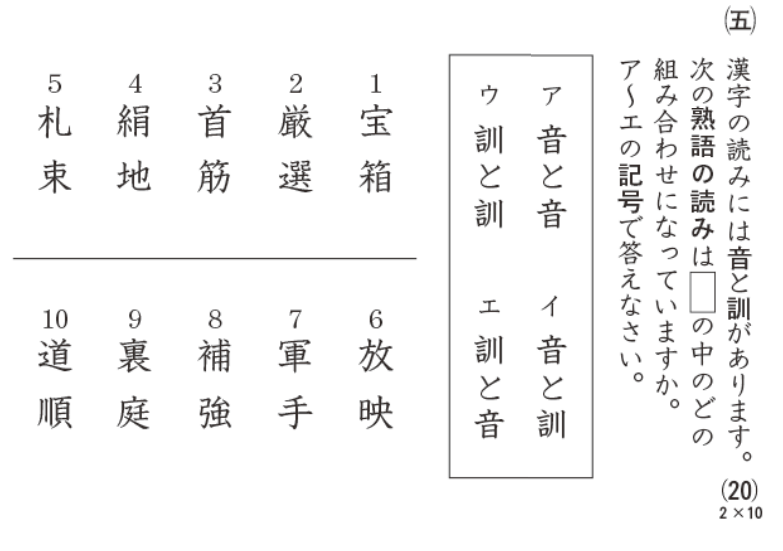 (五)
漢字の読みには音と訓があります。
次の熟語の読みは□の中のどの
組み合わせになっていますか。
ア〜エの記号で答えなさい。
(20)
2×10
ア 音と音
イ 音と訓
ウ 訓と訓
エ 訓と音
1 宝箱
2 厳選
3 首筋
4 絹地
5 札束
6 放映
7 軍手
8 補強
9 裏庭
10 道順